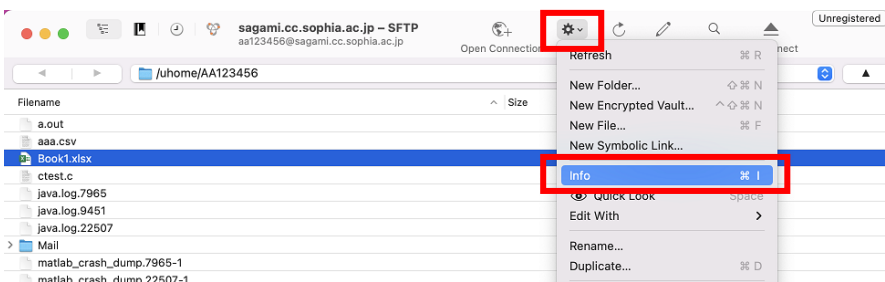 Unregistered
sagami.cc.sophia.ac.jp – SFTP
aa123456@sagami.cc.sophia.ac.jp
Open Connection
nect
/uhome/AA123456
Filename
Size
a.out
aaa.csv
Book1.xlsx
ctest.c
java.log.7965
java.log.9451
java.log.22507
Mail
matlab_crash_dump.7965-1
matlab_crash_dump.22507-1
Refresh ⌘ R
New Folder... ⇧ ⌘ N
New Encrypted Vault... ^ ⇧ ⌘ N
New File... ⌘ F
New Symbolic Link...
Info ⌘ I
Quick Look Space
Edit With
Rename...
Duplicate... ⌘ D